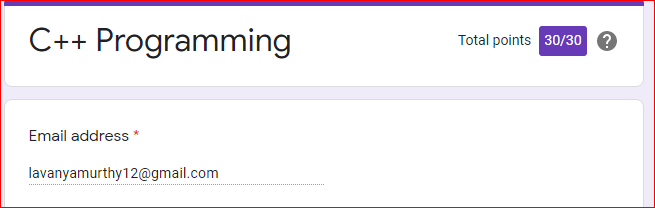 C++ Programming
Total points 30/30 ?
Email address *
lavanyamurthy12@gmail.com